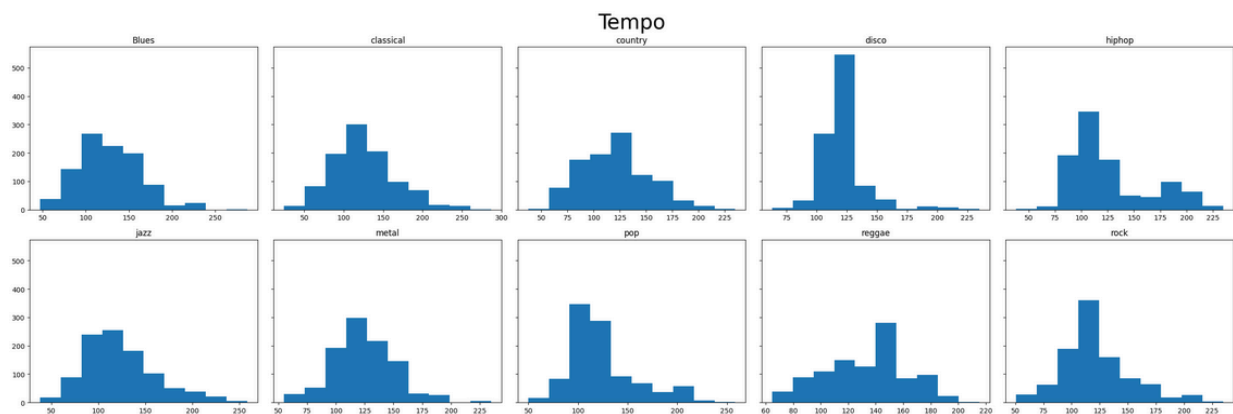 Tempo
Blues classical country disco hiphop
500
400
300
200
100
0
50 100 150 200 250 50 100 150 200 250 300 50 75 100 125 150 175 200 225 75 100 125 150 175 200 225 50 75 100 125 150 175 200 225
jazz metal pop reggae rock
500
400
300
200
100
0
50 100 150 200 250 50 75 100 125 150 175 200 225 50 100 150 200 250 60 80 100 120 140 160 180 200 220 50 75 100 125 150 175 200 225